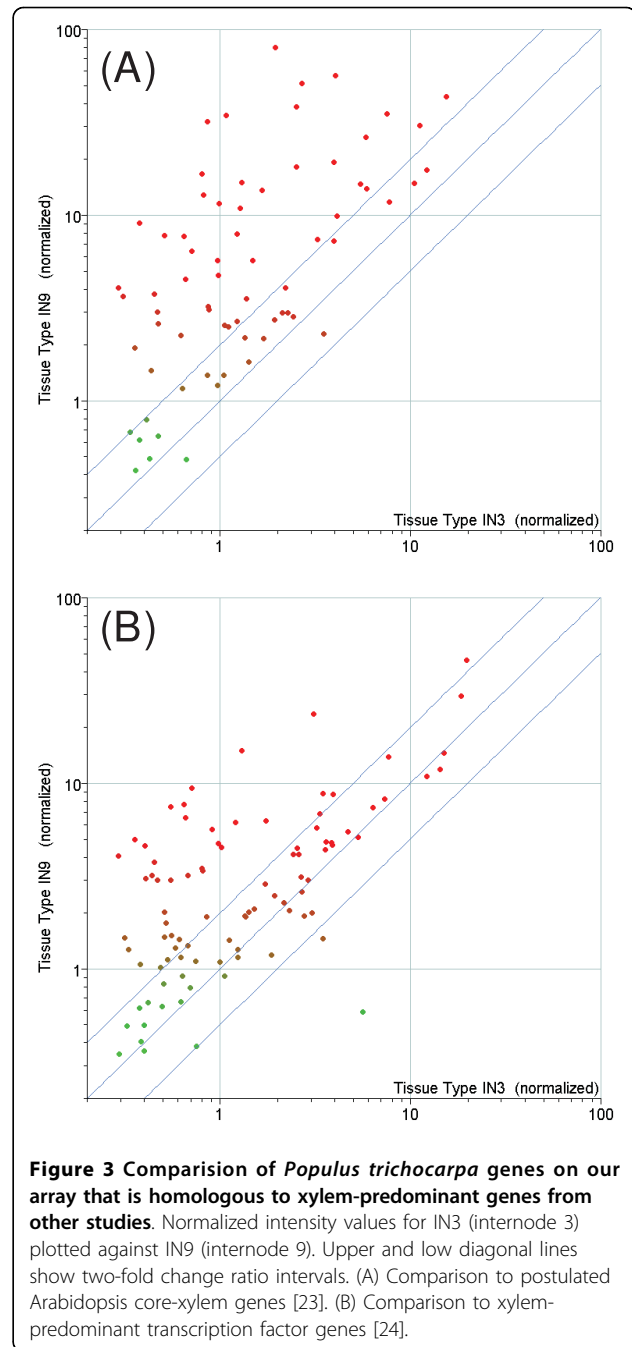 (A)
100
10
1
Tissue Type IN9 (normalized)
Tissue Type IN3 (normalized)
1
10
100
(B)
100
10
1
Tissue Type IN9 (normalized)
Tissue Type IN3 (normalized)
1
10
100
Figure 3 Comparision of Populus trichocarpa genes on our
array that is homologous to xylem-predominant genes from
other studies. Normalized intensity values for IN3 (internode 3)
plotted against IN9 (internode 9). Upper and low diagonal lines
show two-fold change ratio intervals. (A) Comparison to postulated
Arabidopsis core-xylem genes [23]. (B) Comparison to xylem-
predominant transcription factor genes [24].